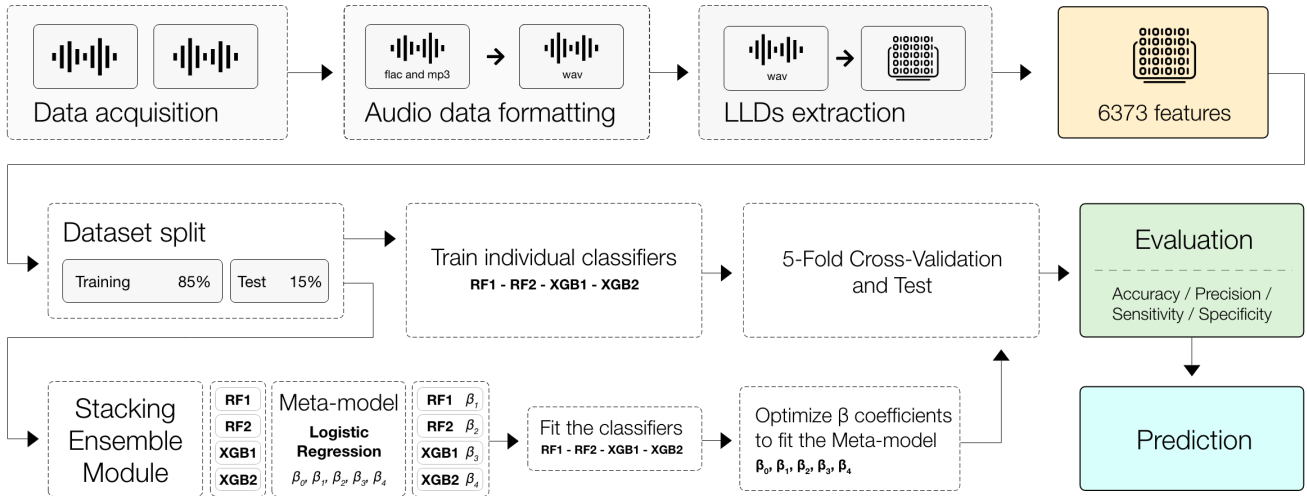 flac and mp3
wav
wav
Data acquisition
Audio data formatting
LLDs extraction
6373 features
Dataset split
Training 85%
Test 15%
Train individual classifiers
RF1 - RF2 - XGB1 - XGB2
5-Fold Cross-Validation
and Test
Evaluation
Accuracy / Precision /
Sensitivity / Specificity
Stacking
Ensemble
Module
RF1
RF2
XGB1
XGB2
Meta-model
Logistic
Regression
β₀, β₁, β₂, β₃, β₄
RF1 β₁
RF2 β₂
XGB1 β₃
XGB2 β₄
Fit the classifiers
RF1 - RF2 - XGB1 - XGB2
Optimize β coefficients
to fit the Meta-model
β₀, β₁, β₂, β₃, β₄
Prediction